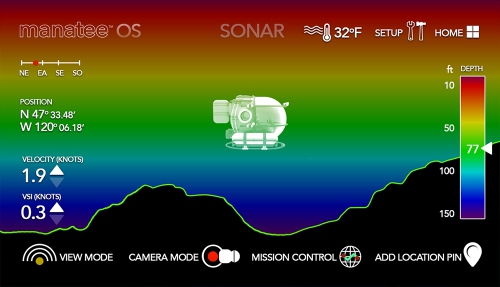 manatee™ OS
SONAR
32°F
SETUP
HOME
NE EA SE SO
POSITION
N 47° 33.48'
W 120° 06.18'
VELOCITY (KNOTS)
1.9
VSI (KNOTS)
0.3
ft DEPTH
10
50
77
100
150
VIEW MODE
CAMERA MODE
MISSION CONTROL
ADD LOCATION PIN